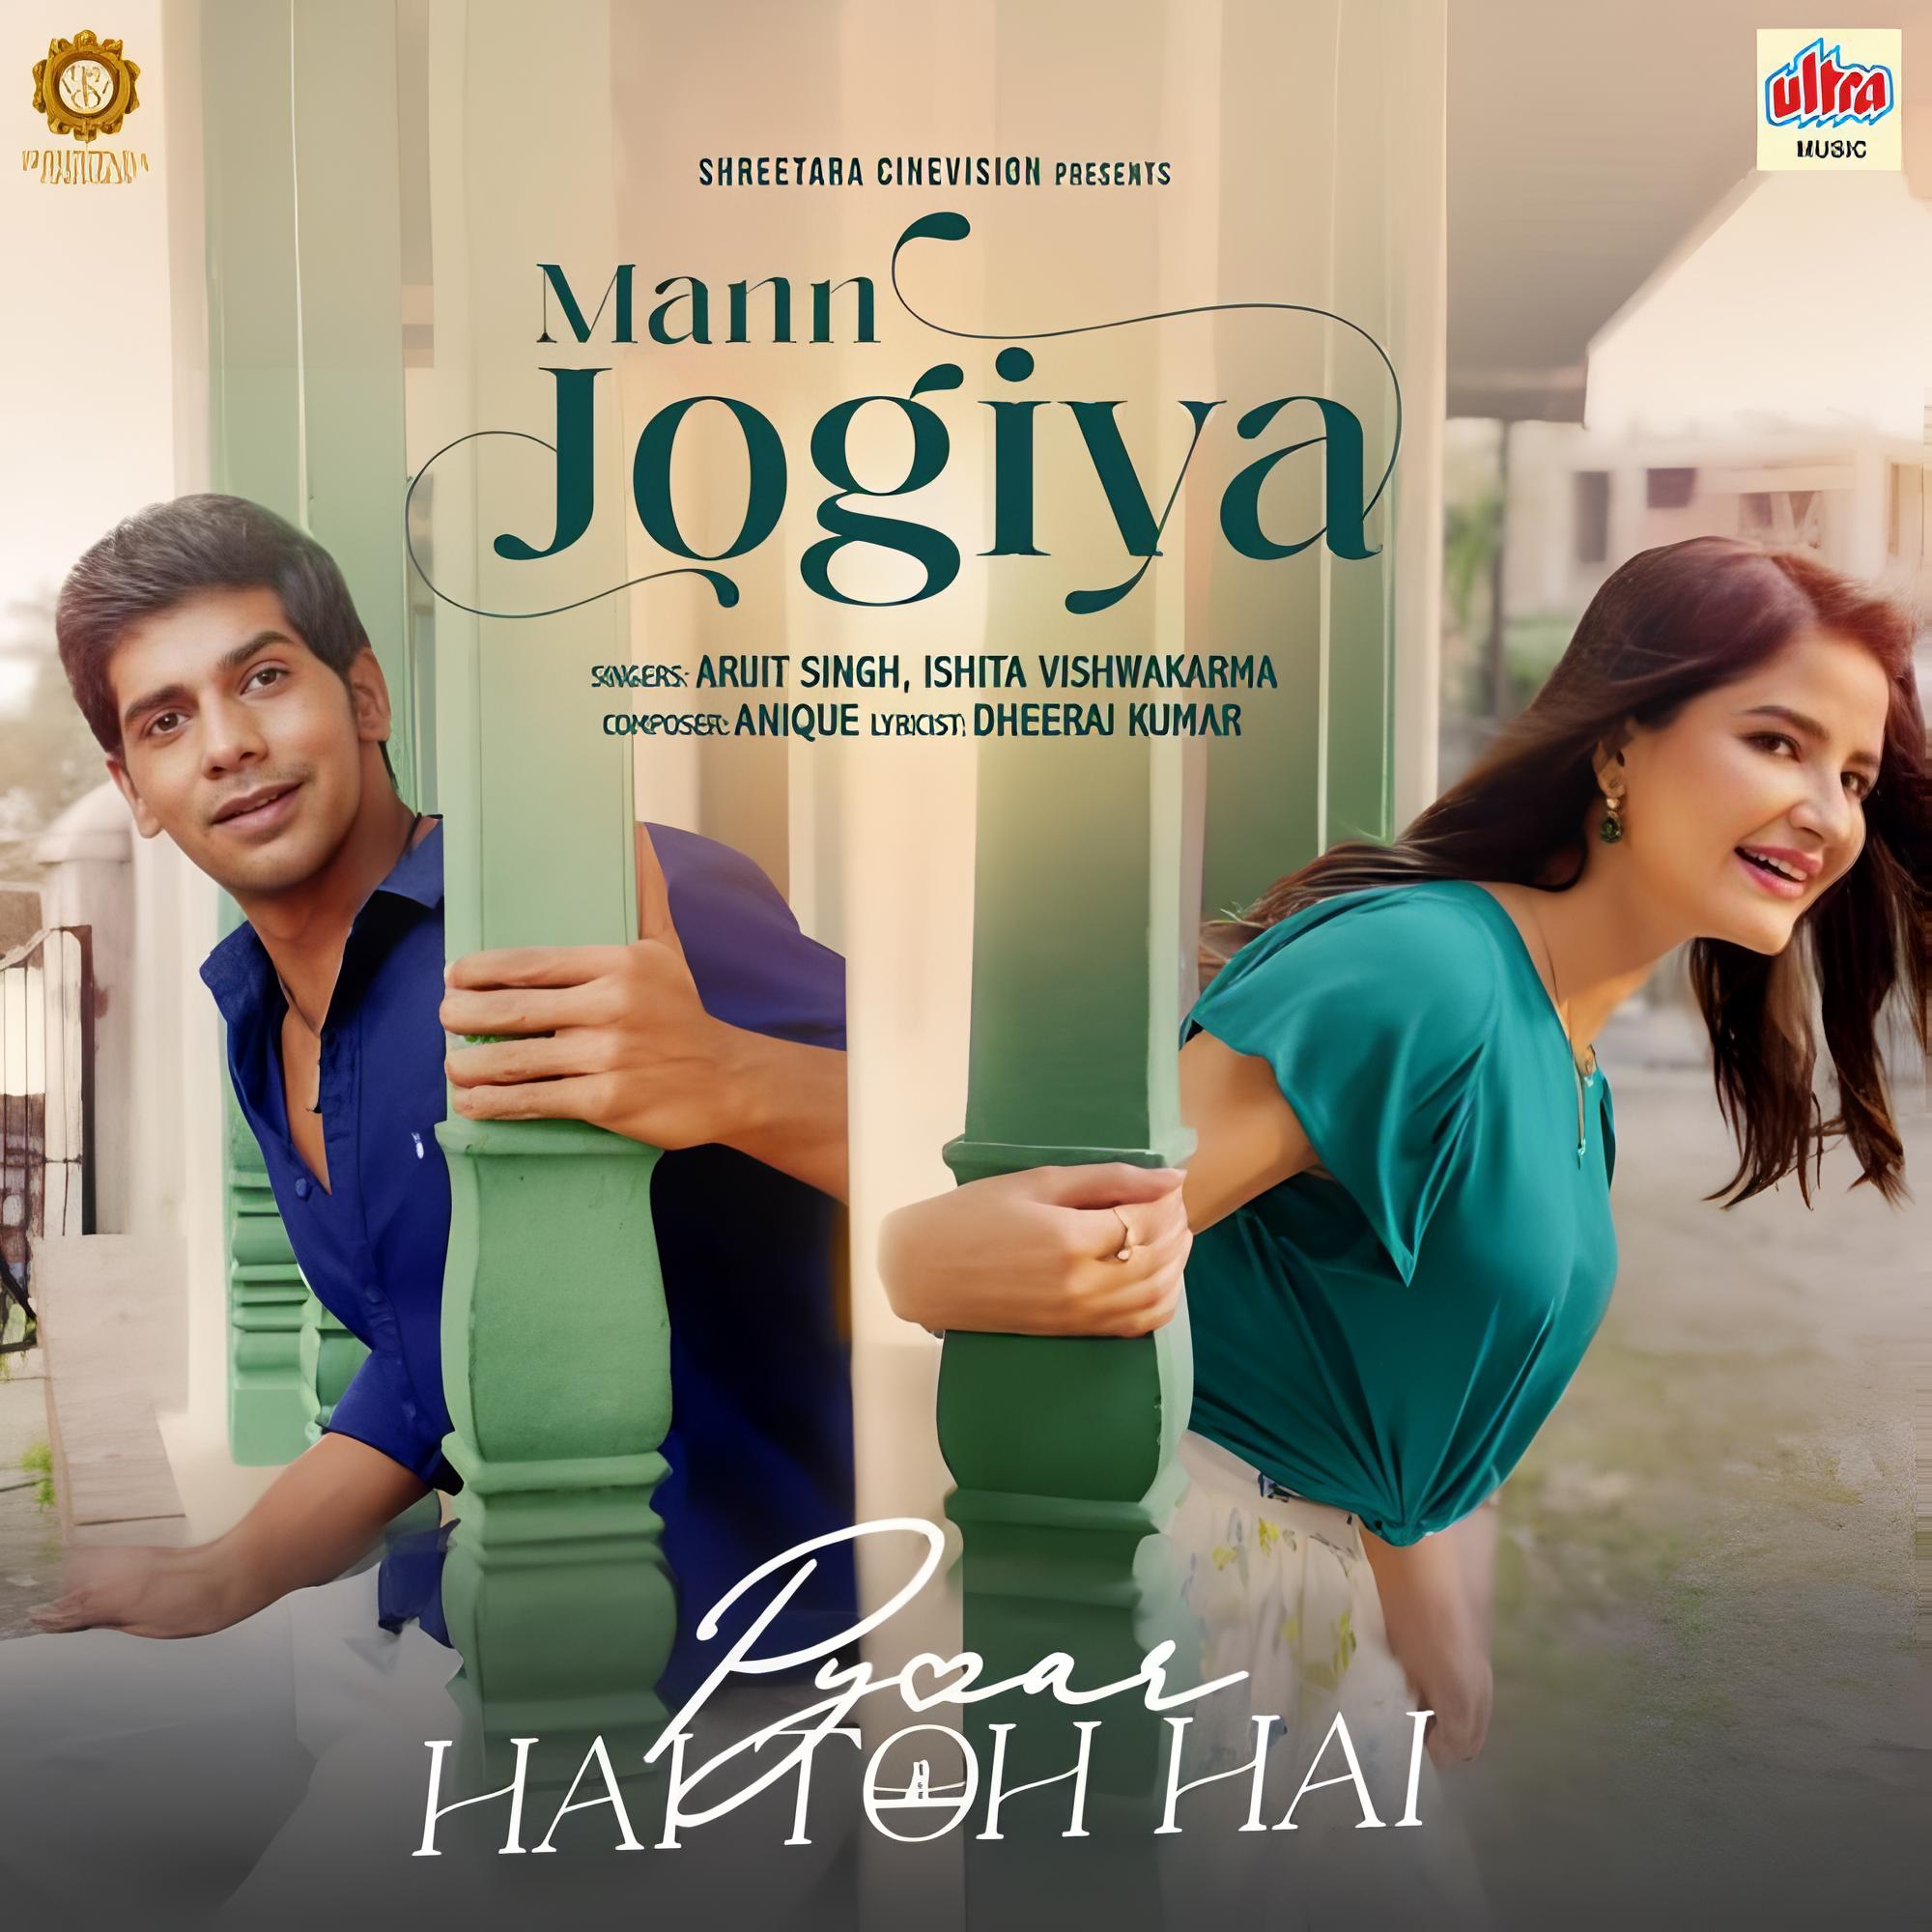 ultra
MUSIC
SHREETARA CINEVISION PRESENTS
Mann
Jogiya
SINGERS: ARIJIT SINGH, ISHITA VISHWAKARMA
COMPOSER: ANIQUE LYRICIST: DHEERAJ KUMAR
Pyaar
HAI TOH HAI